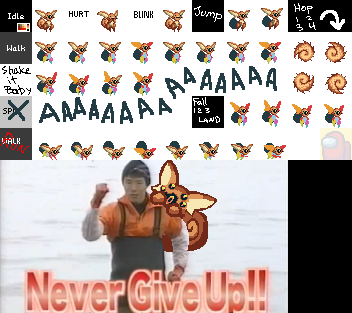 Idle HURT BLINK Jump Hop
1 2
3 4
Walk
Shake
it
Baby
AAAAAAA
SP X AAAAAAAA
Fall
1 2 3
LAND
WALK
Never Give Up!!